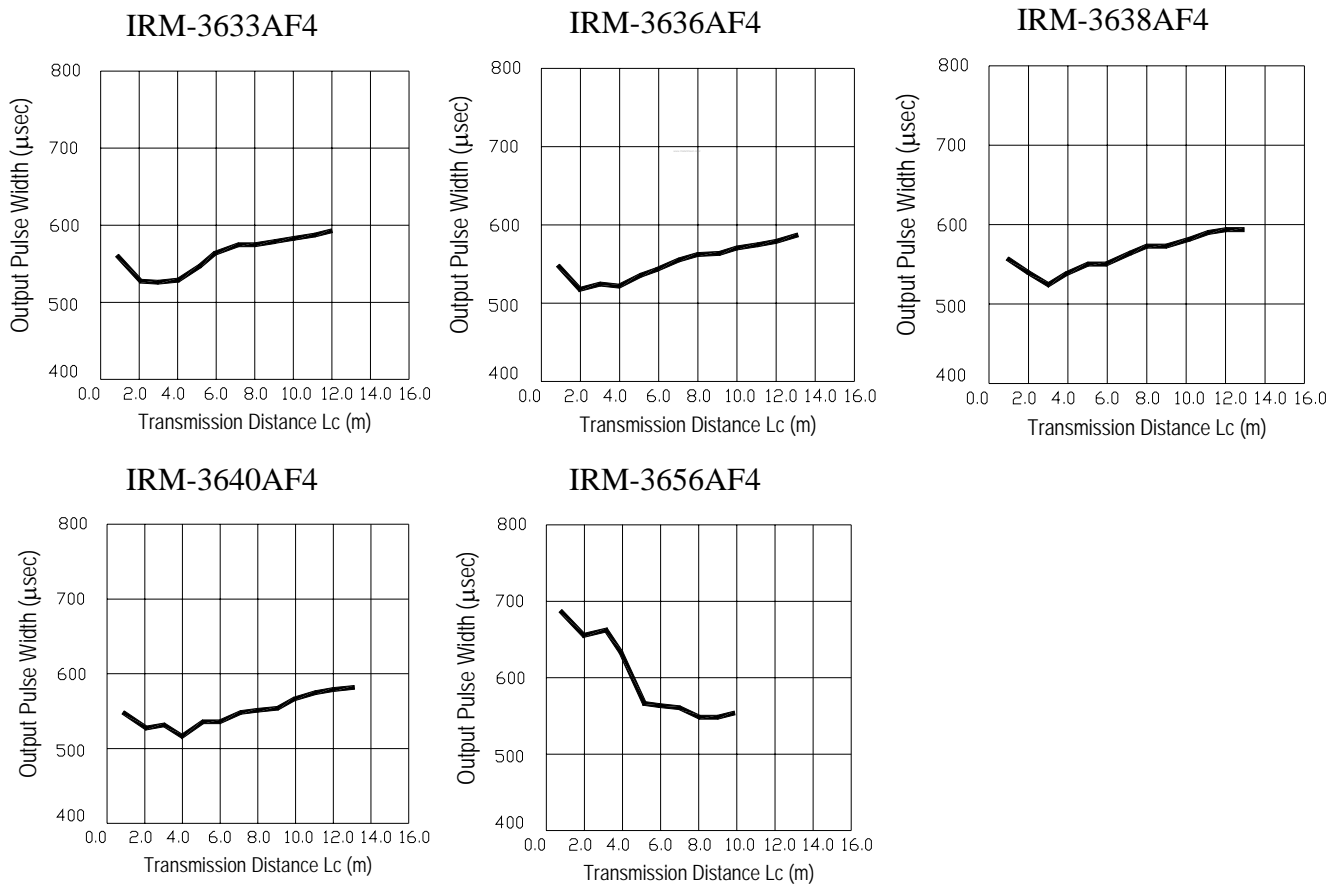 IRM-3633AF4
IRM-3636AF4
IRM-3638AF4
Output Pulse Width (μsec)
800
700
600
500
400
0.0 2.0 4.0 6.0 8.0 10.0 12.0 14.0 16.0
Transmission Distance Lc (m)
Output Pulse Width (μsec)
800
700
600
500
400
0.0 2.0 4.0 6.0 8.0 10.0 12.0 14.0 16.0
Transmission Distance Lc (m)
Output Pulse Width (μsec)
800
700
600
500
400
0.0 2.0 4.0 6.0 8.0 10.0 12.0 14.0 16.0
Transmission Distance Lc (m)
IRM-3640AF4
IRM-3656AF4
Output Pulse Width (μsec)
800
700
600
500
400
0.0 2.0 4.0 6.0 8.0 10.0 12.0 14.0 16.0
Transmission Distance Lc (m)
Output Pulse Width (μsec)
800
700
600
500
400
0.0 2.0 4.0 6.0 8.0 10.0 12.0 14.0 16.0
Transmission Distance Lc (m)